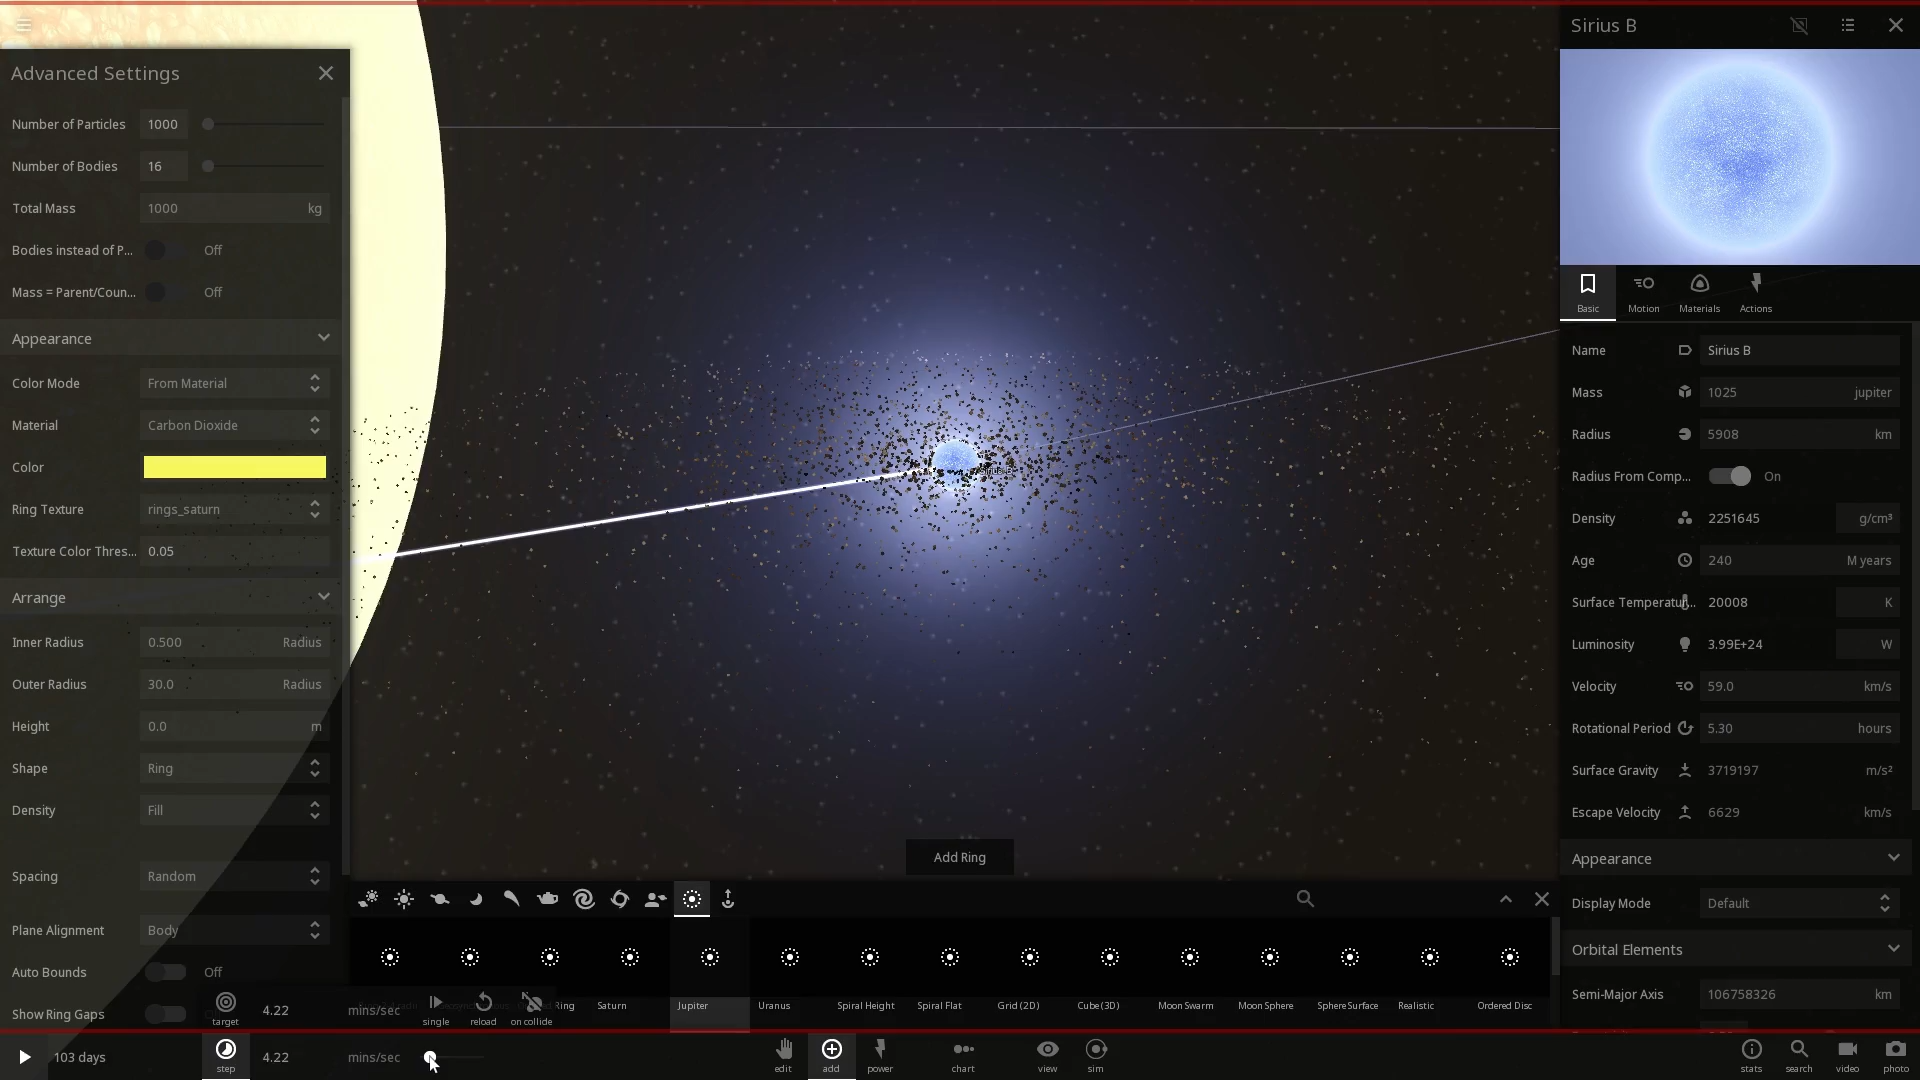 Advanced Settings
Number of Particles 1000
Number of Bodies 16
Total Mass 1000 kg
Bodies instead of P... Off
Mass = Parent/Coun... Off
Appearance
Color Mode From Material
Material Carbon Dioxide
Color
Ring Texture rings_saturn
Texture Color Thres... 0.05
Arrange
Inner Radius 0.500 Radius
Outer Radius 30.0 Radius
Height 0.0 m
Shape Ring
Density Fill
Spacing Random
Plane Alignment Body
Auto Bounds Off
Show Ring Gaps
target 4.22 mins/sec single reload on collide
103 days step 4.22 mins/sec
Add Ring
Ring Saturn Jupiter Uranus Spiral Height Spiral Flat Grid (2D) Cube (3D) Moon Swarm Moon Sphere Sphere Surface Realistic Ordered Disc
edit add power chart view sim
stats search video photo
Sirius B
Basic Motion Materials Actions
Name Sirius B
Mass 1025 jupiter
Radius 5908 km
Radius From Comp... On
Density 2251645 g/cm³
Age 240 M years
Surface Temperatur... 20008 K
Luminosity 3.99E+24 W
Velocity 59.0 km/s
Rotational Period 5.30 hours
Surface Gravity 3719197 m/s²
Escape Velocity 6629 km/s
Appearance
Display Mode Default
Orbital Elements
Semi-Major Axis 106758326 km